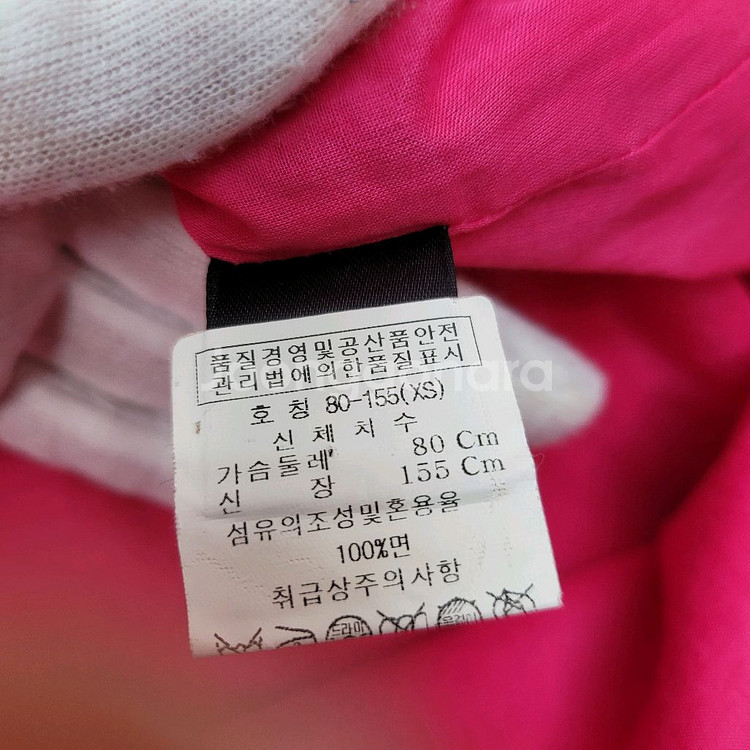 품질경영및공산품안전
관리법에의한품질표시
호 칭 80-155(XS)
신 체 치 수
가슴둘레 80 Cm
신 장 155 Cm
섬유의조성및혼용율
100%면
취급상주의사항
드라이